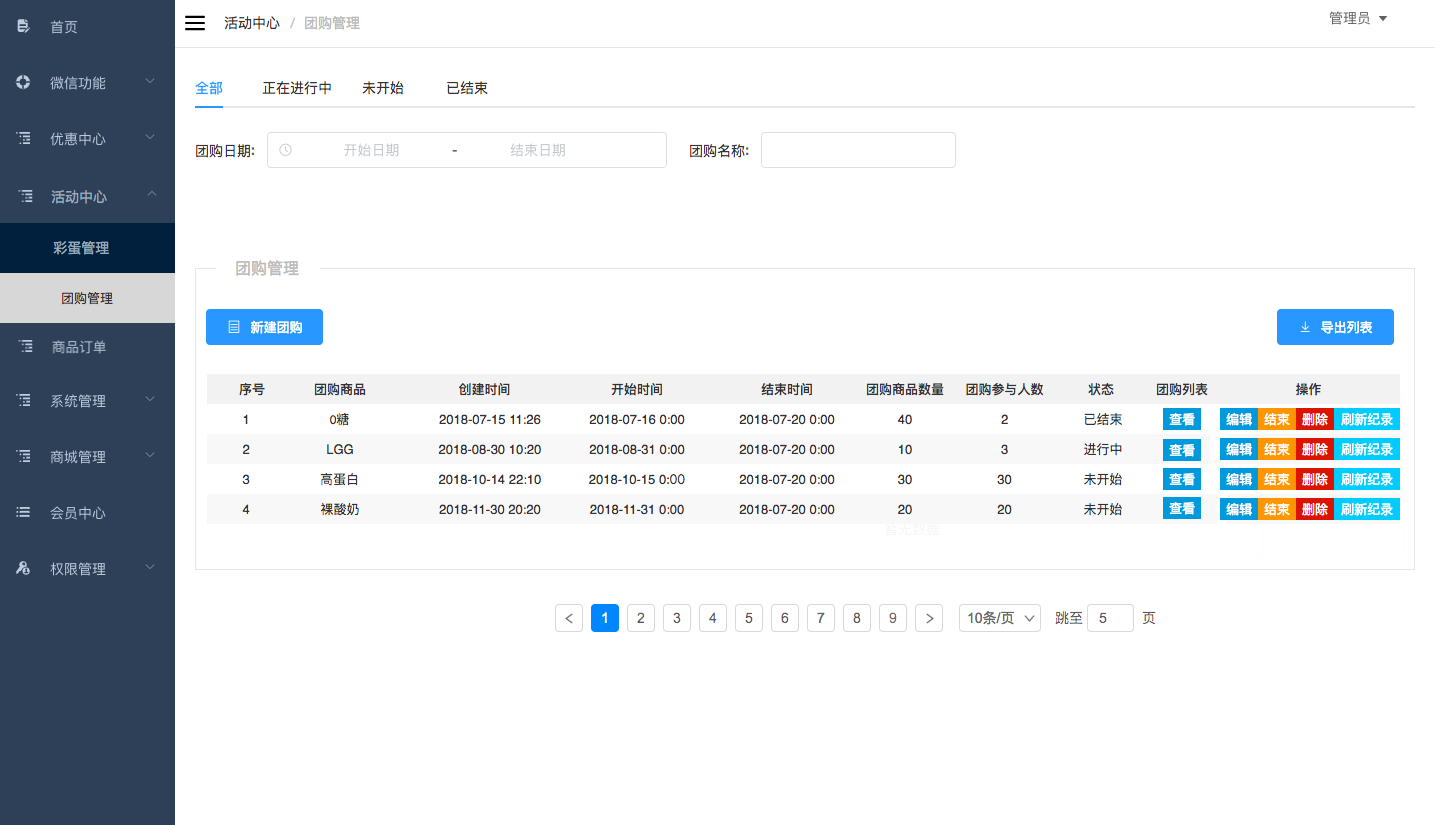 首页
微信功能
优惠中心
活动中心
彩蛋管理
团购管理
商品订单
系统管理
商城管理
会员中心
权限管理
活动中心 / 团购管理
管理员
全部 正在进行中 未开始 已结束
团购日期: 开始日期 - 结束日期 团购名称:
团购管理
新建团购 导出列表
序号 团购商品 创建时间 开始时间 结束时间 团购商品数量 团购参与人数 状态 团购列表 操作
1 0糖 2018-07-15 11:26 2018-07-16 0:00 2018-07-20 0:00 40 2 已结束 查看 编辑 结束 删除 刷新纪录
2 LGG 2018-08-30 10:20 2018-08-31 0:00 2018-07-20 0:00 10 3 进行中 查看 编辑 结束 删除 刷新纪录
3 高蛋白 2018-10-14 22:10 2018-10-15 0:00 2018-07-20 0:00 30 30 未开始 查看 编辑 结束 删除 刷新纪录
4 裸酸奶 2018-11-30 20:20 2018-11-31 0:00 2018-07-20 0:00 20 20 未开始 查看 编辑 结束 删除 刷新纪录
暂无数据
< 1 2 3 4 5 6 7 8 9 > 10条/页 跳至 5 页